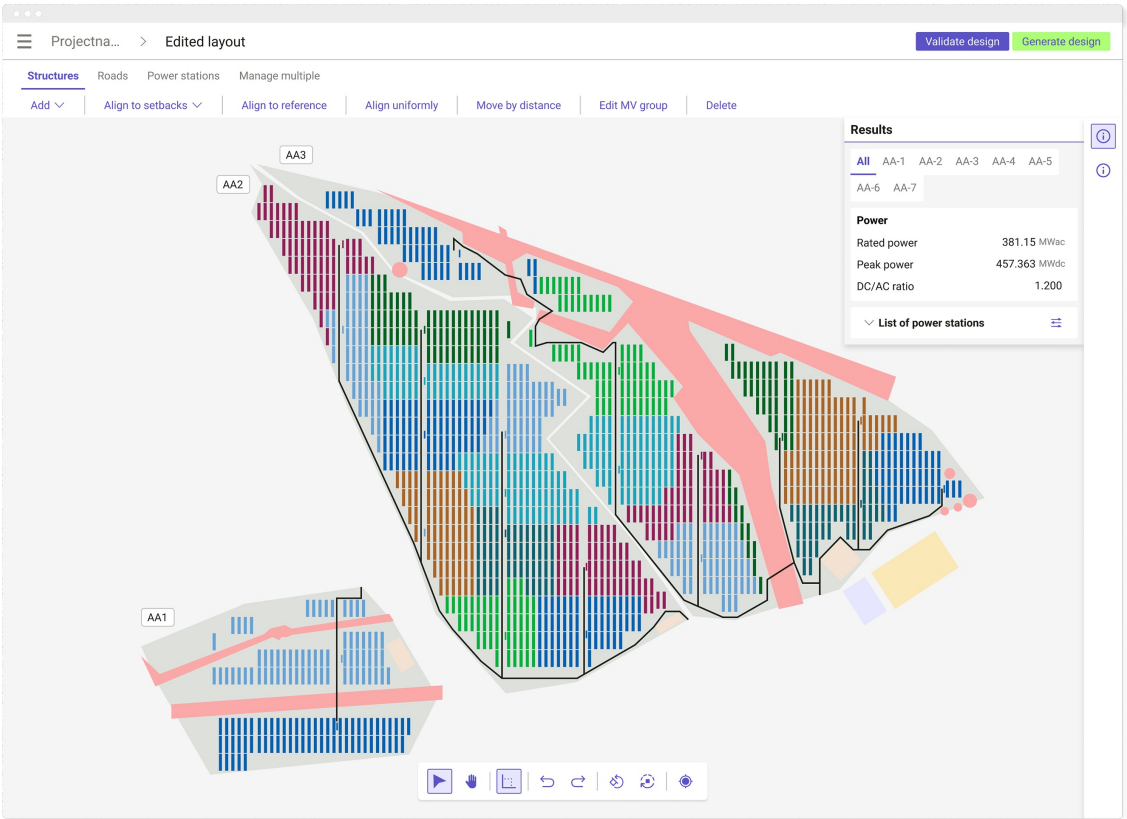 Projectna... > Edited layout
Validate design
Generate design
Structures Roads Power stations Manage multiple
Add Align to setbacks Align to reference Align uniformly Move by distance Edit MV group Delete
Results
All AA-1 AA-2 AA-3 AA-4 AA-5
AA-6 AA-7
Power
Rated power 381.15 MWac
Peak power 457.363 MWdc
DC/AC ratio 1.200
List of power stations
AA3
AA2
AA1